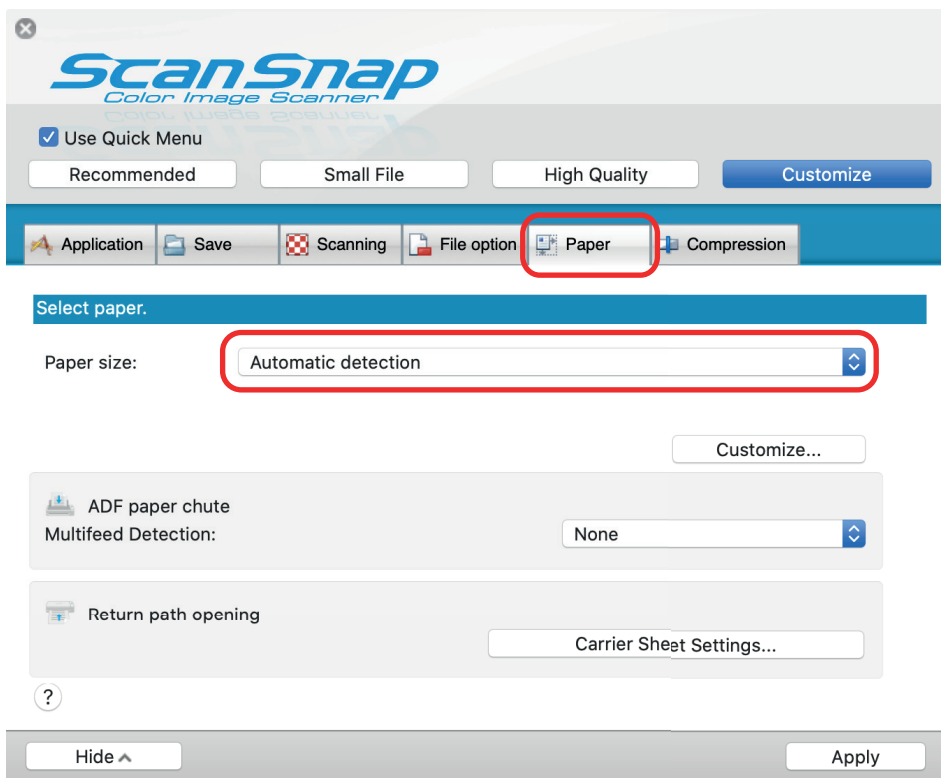 ScanSnap
Color Image Scanner
Use Quick Menu
Recommended Small File High Quality Customize
Application Save Scanning File option Paper Compression
Select paper.
Paper size: Automatic detection
Customize...
ADF paper chute
Multifeed Detection: None
Return path opening
Carrier Sheet Settings...
?
Hide Apply